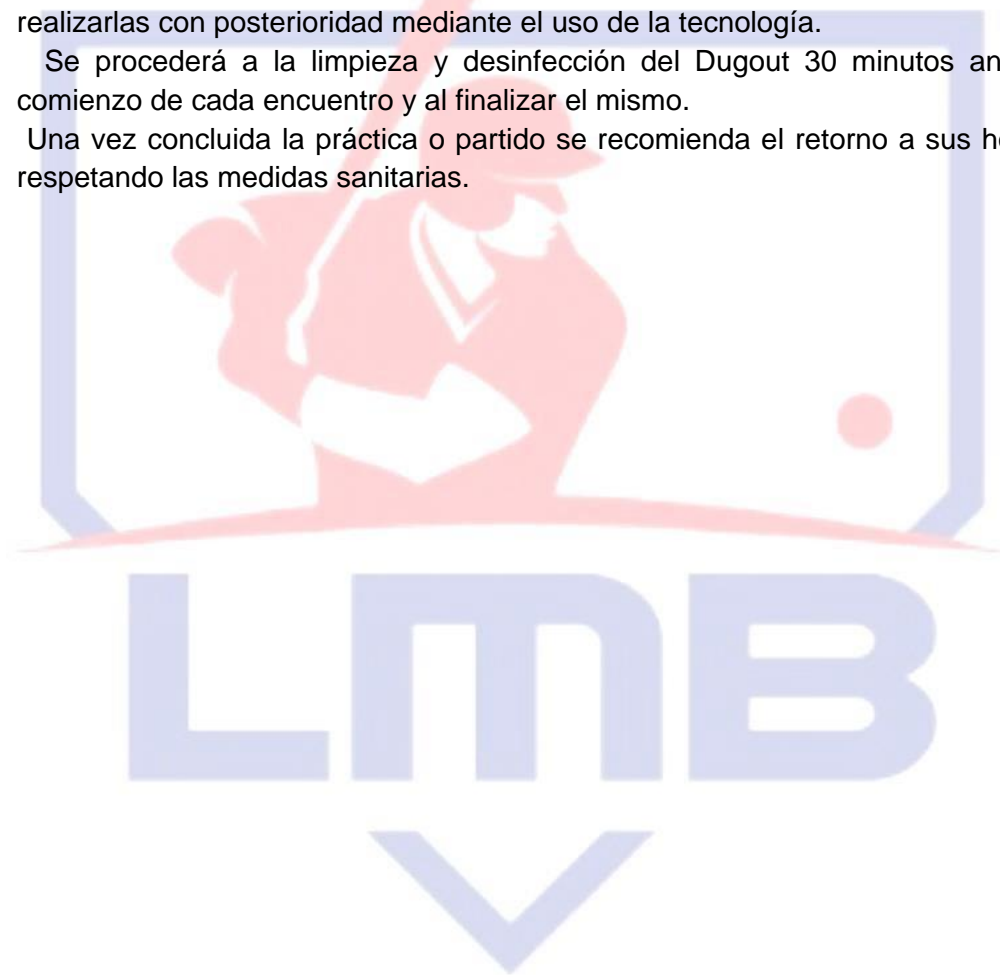 realizarlas con posterioridad mediante el uso de la tecnología.
Se procederá a la limpieza y desinfección del Dugout 30 minutos
comienzo de cada encuentro y al finalizar el mismo.
Una vez concluida la práctica o partido se recomienda el retorno a sus
respetando las medidas sanitarias.
LMB